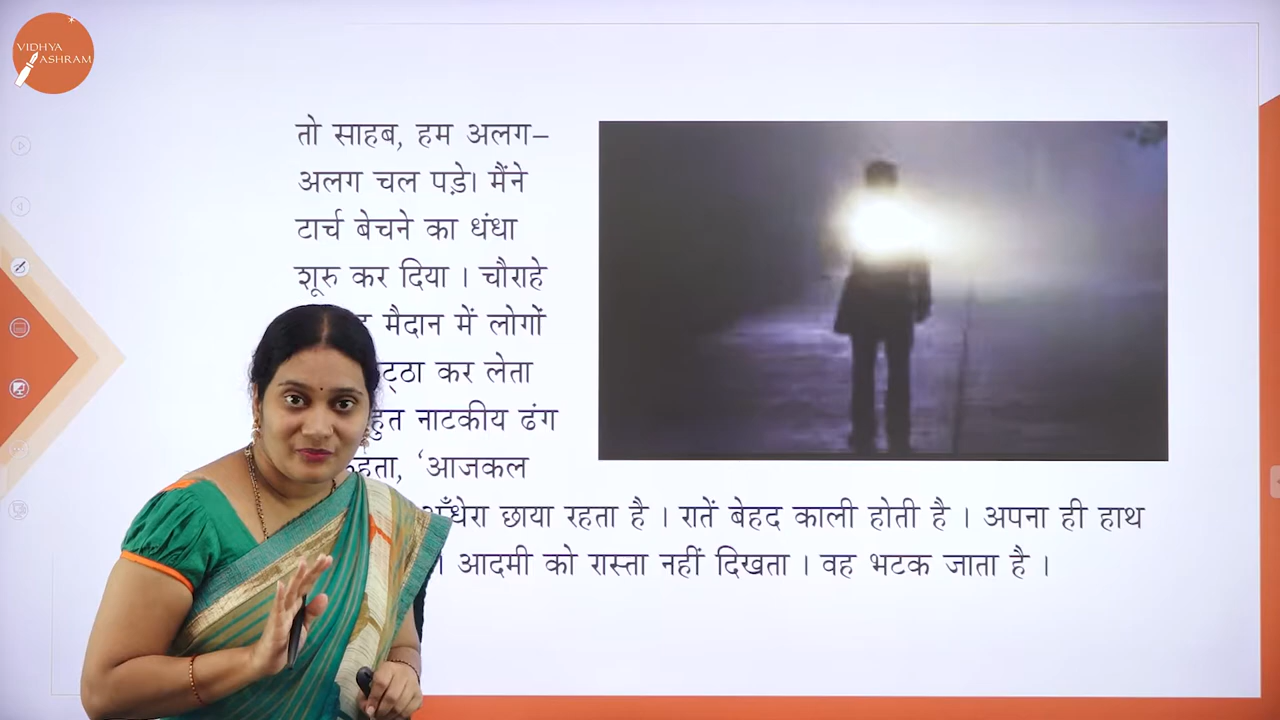 VIDHYA
ASHRAM
तो साहब, हम अलग–
अलग चल पड़े। मैंने
टार्च बेचने का धंधा
शूरु कर दिया । चौराहे
मैदान में लोगों
कर लेता
नाटकीय ढंग
‘आजकल
अँधेरा छाया रहता है । रातें बेहद काली होती है । अपना ही हाथ
आदमी को रास्ता नहीं दिखता । वह भटक जाता है ।